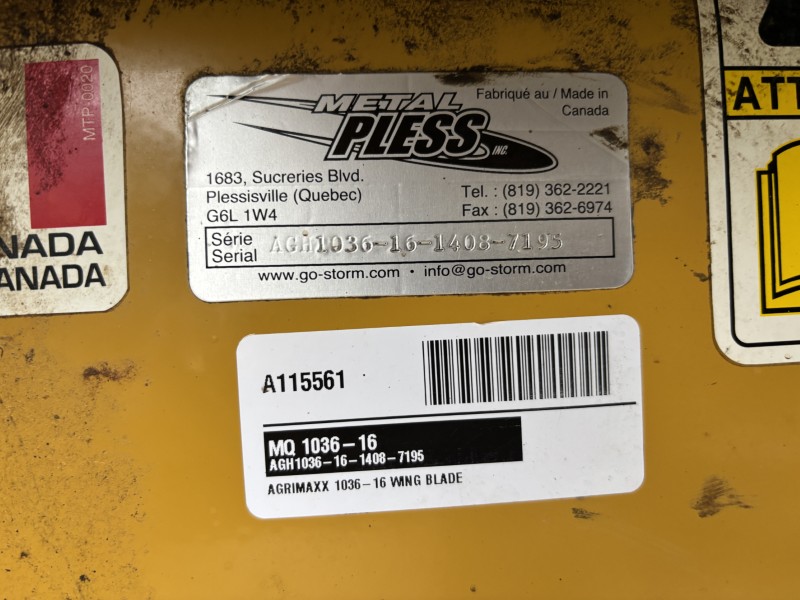 MTP 0020
NADA
ANADA
METAL
PLESS INC.
Fabriqué au / Made in
Canada
1683, Sucreries Blvd.
Plessisville (Quebec)
G6L 1W4
Tel. : (819) 362-2221
Fax : (819) 362-6974
Série
Serial
AGH1036-16-1408-7195
www.go-storm.com • info@go-storm.com
ATT
A115561
MQ 1036-16
AGH1036-16-1408-7195
AGRIMAXX 1036-16 WING BLADE